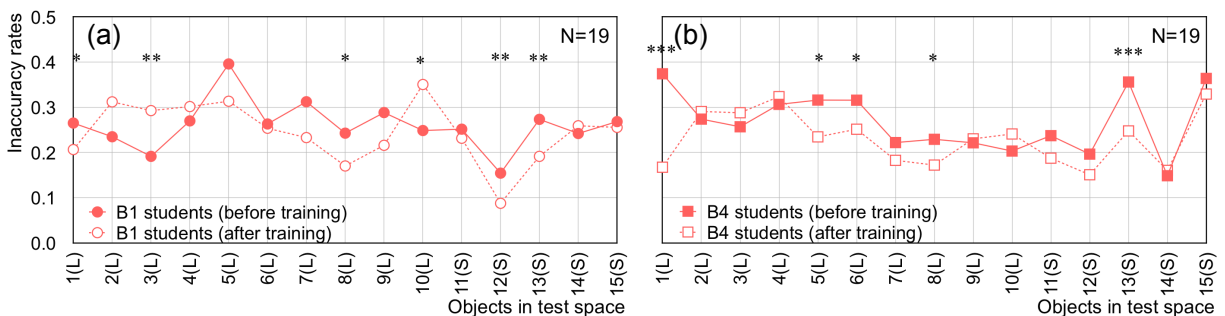 0.5
0.4
0.3
0.2
0.1
0.0
Inaccuracy rates
(a)
N=19
* ** * * ** **
B1 students (before training)
B1 students (after training)
1(L) 2(L) 3(L) 4(L) 5(L) 6(L) 7(L) 8(L) 9(L) 10(L) 11(S) 12(S) 13(S) 14(S) 15(S)
Objects in test space
(b)
N=19
*** * * * ***
B4 students (before training)
B4 students (after training)
1(L) 2(L) 3(L) 4(L) 5(L) 6(L) 7(L) 8(L) 9(L) 10(L) 11(S) 12(S) 13(S) 14(S) 15(S)
Objects in test space